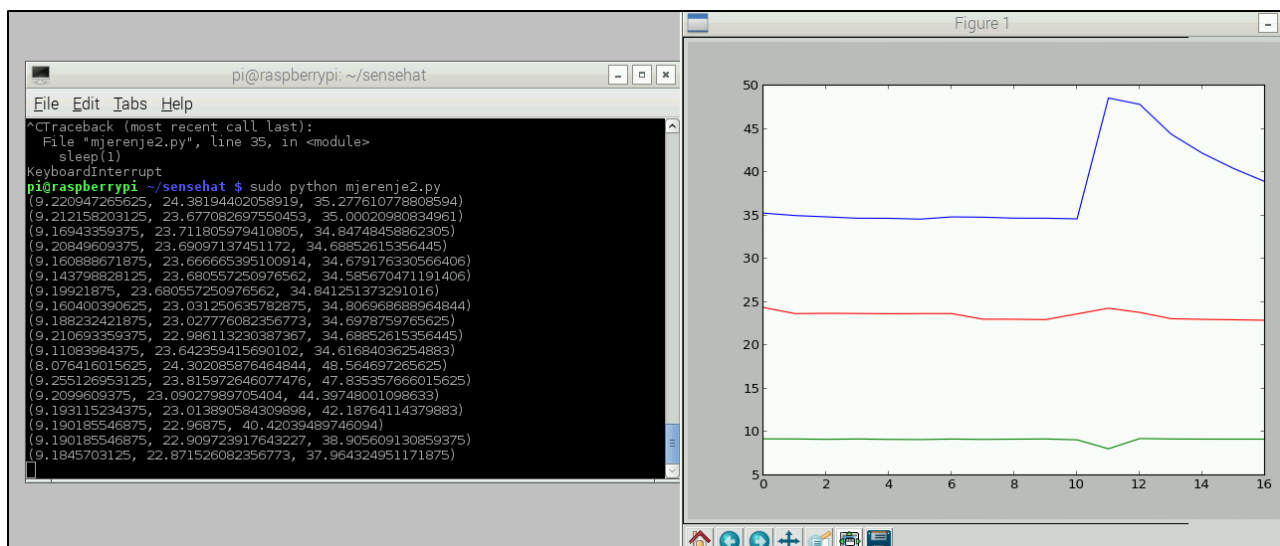 pi@raspberrypi: ~/sensehat
File Edit Tabs Help
^CTraceback (most recent call last):
  File "mjerenje2.py", line 35, in <module>
    sleep(1)
KeyboardInterrupt
pi@raspberrypi ~/sensehat $ sudo python mjerenje2.py
(9.220947265625, 24.38194402058919, 35.277610778808594)
(9.212158203125, 23.677082697550453, 35.00020980834961)
(9.16943359375, 23.711805979410805, 34.84748458862305)
(9.20849609375, 23.69097137451172, 34.68852615356445)
(9.160888671875, 23.666665395100914, 34.679176330566406)
(9.143798828125, 23.680557250976562, 34.585670471191406)
(9.19921875, 23.680557250976562, 34.841251373291016)
(9.160400390625, 23.031250635782875, 34.806968688964844)
(9.188232421875, 23.027776082356773, 34.6978759765625)
(9.210693359375, 22.986113230387367, 34.68852615356445)
(9.11083984375, 23.642359415690102, 34.61684036254883)
(8.076416015625, 24.302085876464844, 48.564697265625)
(9.255126953125, 23.815972646077476, 47.835357666015625)
(9.2099609375, 23.09027989705404, 44.39748001098633)
(9.193115234375, 23.013890584309898, 42.18764114379883)
(9.190185546875, 22.96875, 40.42039489746094)
(9.190185546875, 22.909723917643227, 38.905609130859375)
(9.1845703125, 22.871526082356773, 37.964324951171875)
Figure 1
50
45
40
35
30
25
20
15
10
5
0 2 4 6 8 10 12 14 16